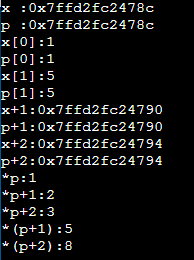 x :0x7ffd2fc2478c
p :0x7ffd2fc2478c
x[0]:1
p[0]:1
x[1]:5
p[1]:5
x+1:0x7ffd2fc24790
p+1:0x7ffd2fc24790
x+2:0x7ffd2fc24794
p+2:0x7ffd2fc24794
*p:1
*p+1:2
*p+2:3
*(p+1):5
*(p+2):8